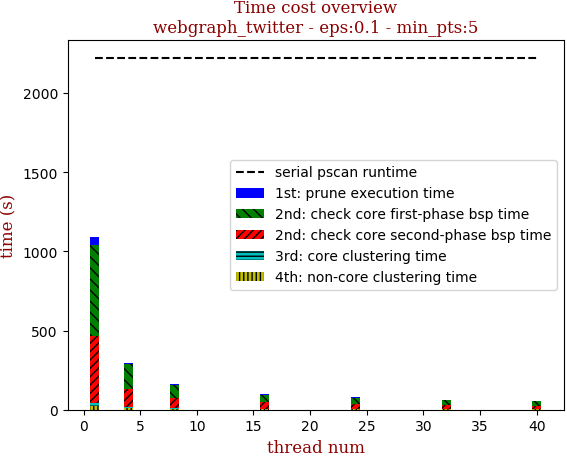 Time cost overview
webgraph_twitter - eps:0.1 - min_pts:5
time (s)
2000
1500
1000
500
0
serial pscan runtime
1st: prune execution time
2nd: check core first-phase bsp time
2nd: check core second-phase bsp time
3rd: core clustering time
4th: non-core clustering time
0 5 10 15 20 25 30 35 40
thread num